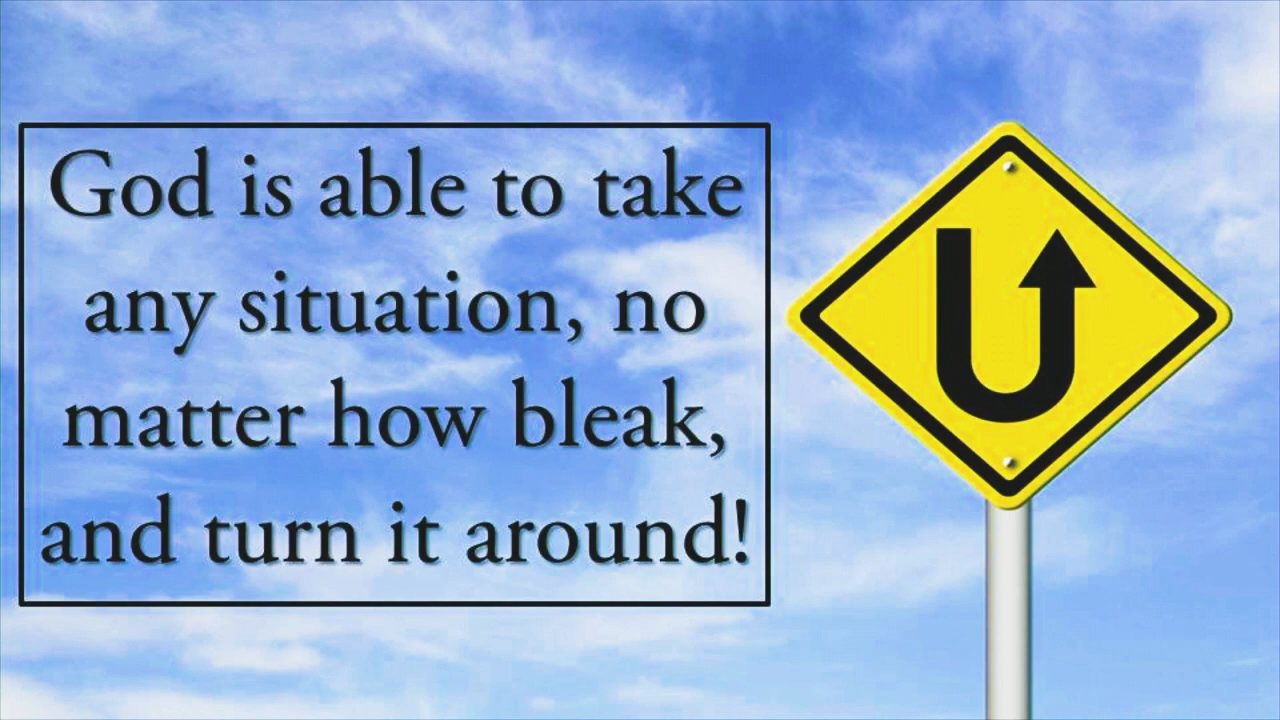 God is able to take
any situation, no
matter how bleak,
and turn it around!